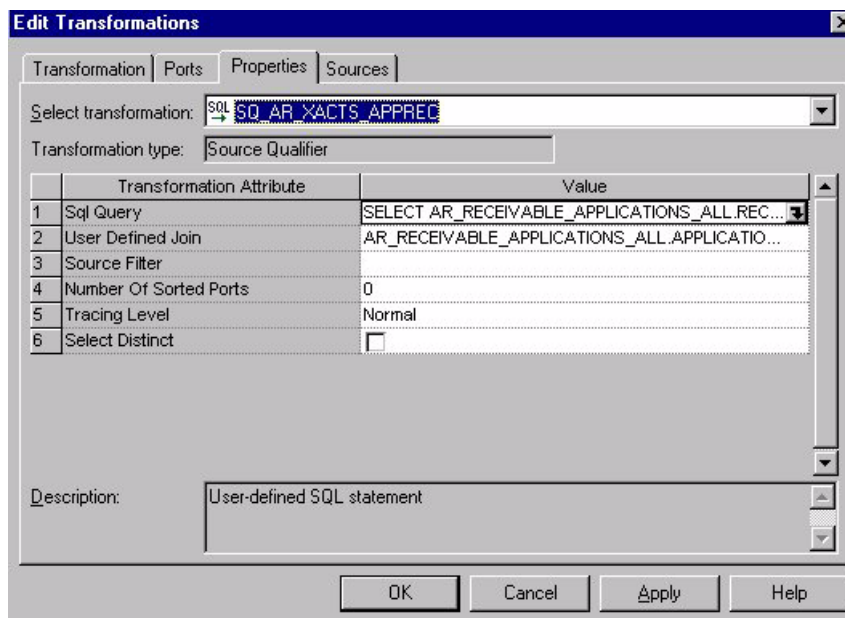 Edit Transformations
Transformation Ports Properties Sources
Select transformation: SQL SQ_AR_XACTS_APPREC
Transformation type: Source Qualifier
Transformation Attribute Value
1 Sql Query SELECT AR_RECEIVABLE_APPLICATIONS_ALL.REC...
2 User Defined Join AR_RECEIVABLE_APPLICATIONS_ALL.APPLICATIO...
3 Source Filter
4 Number Of Sorted Ports 0
5 Tracing Level Normal
6 Select Distinct
Description: User-defined SQL statement
OK Cancel Apply Help